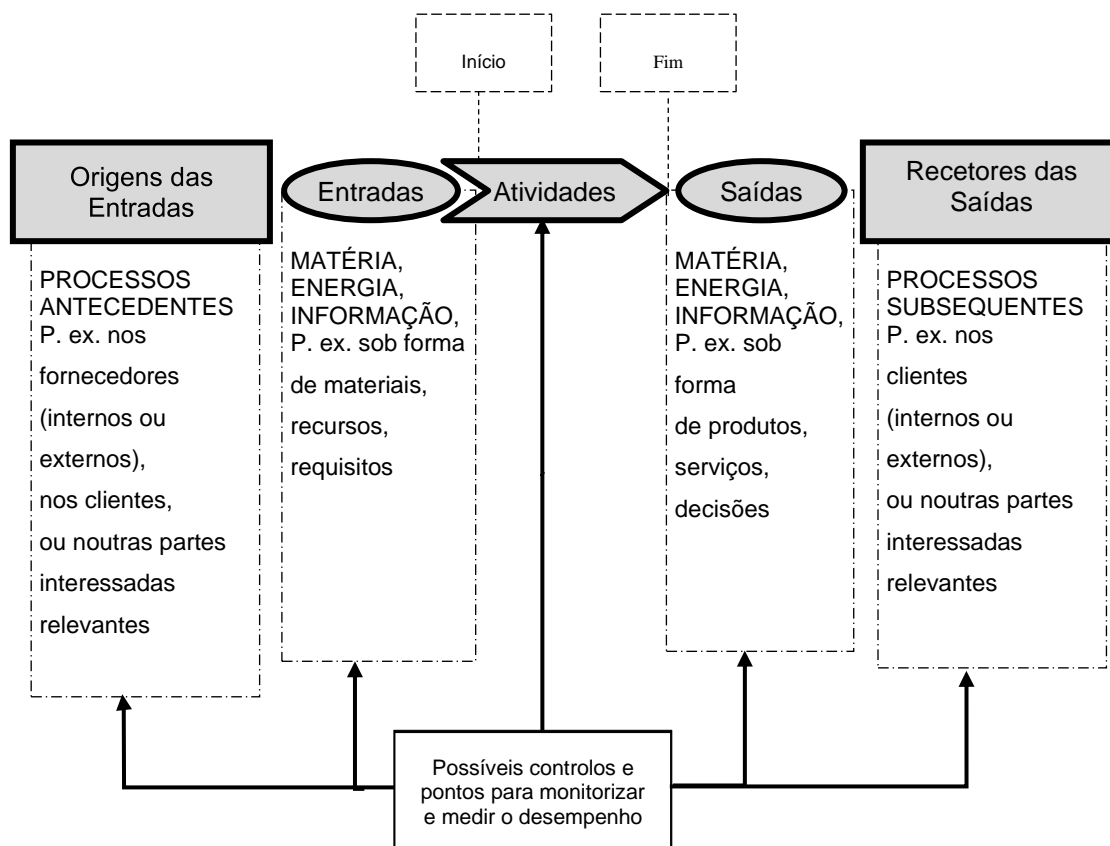 Início
Fim
Origens das
Entradas
Entradas
Atividades
Saídas
Recetores das
Saídas
PROCESSOS
ANTECEDENTES
P. ex. nos
fornecedores
(internos ou
externos),
nos clientes,
ou noutras partes
interessadas
relevantes
MATÉRIA,
ENERGIA,
INFORMAÇÃO,
P. ex. sob forma
de materiais,
recursos,
requisitos
MATÉRIA,
ENERGIA,
INFORMAÇÃO,
P. ex. sob
forma
de produtos,
serviços,
decisões
PROCESSOS
SUBSEQUENTES
P. ex. nos
clientes
(internos ou
externos),
ou noutras partes
interessadas
relevantes
Possíveis controlos e
pontos para monitorizar
e medir o desempenho